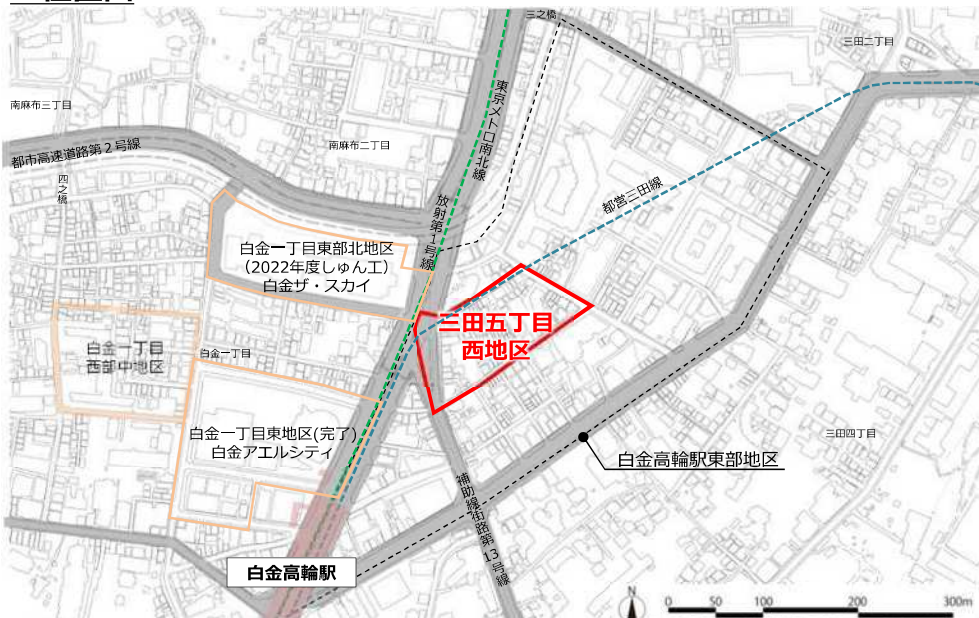 三之橋
三田二丁目
南麻布三丁目
東京メトロ南北線
南麻布二丁目
都市高速道路第2号線
四之橋
都営三田線
放射第1号線
白金一丁目東部北地区
(2022年度しゅん工)
白金ザ・スカイ
三田五丁目
西地区
白金一丁目
西部中地区
白金一丁目
白金一丁目東地区(完了)
白金アエルシティ
三田四丁目
白金高輪駅東部地区
補助線街路第13号線
白金高輪駅
N
0 50 100 200 300m